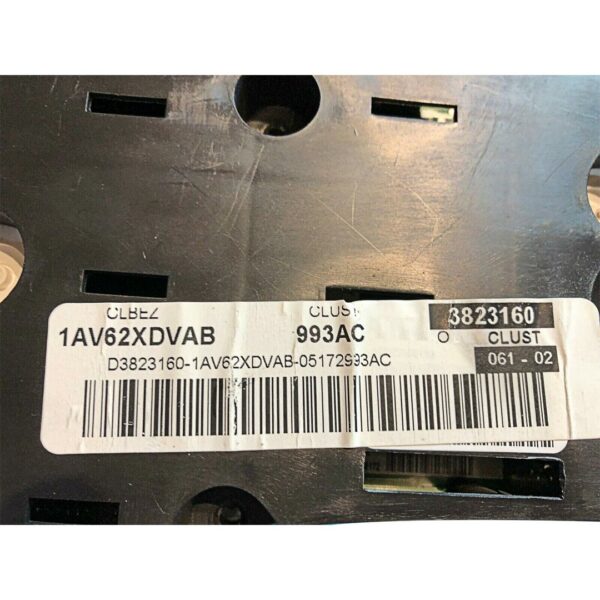 CLBEZ CLUST 3823160
1AV62XDVAB 993AC O CLUST
D3823160-1AV62XDVAB-05172993AC 061 - 02